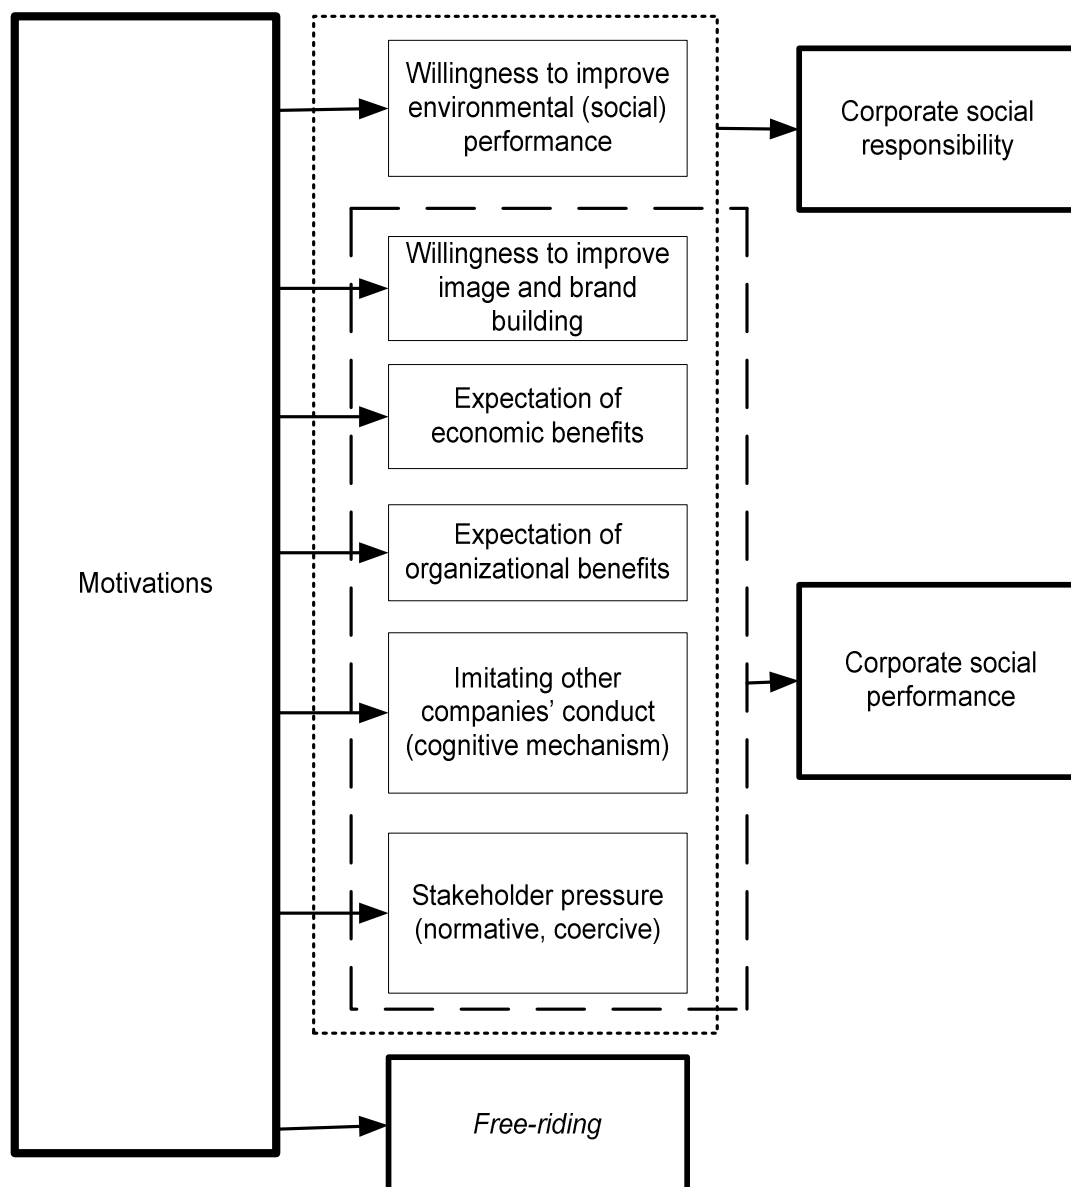 Willingness to improve
environmental (social)
performance
Corporate social
responsibility
Willingness to improve
image and brand
building
Expectation of
economic benefits
Expectation of
organizational benefits
Motivations
Imitating other
companies’ conduct
(cognitive mechanism)
Corporate social
performance
Stakeholder pressure
(normative, coercive)
Free-riding